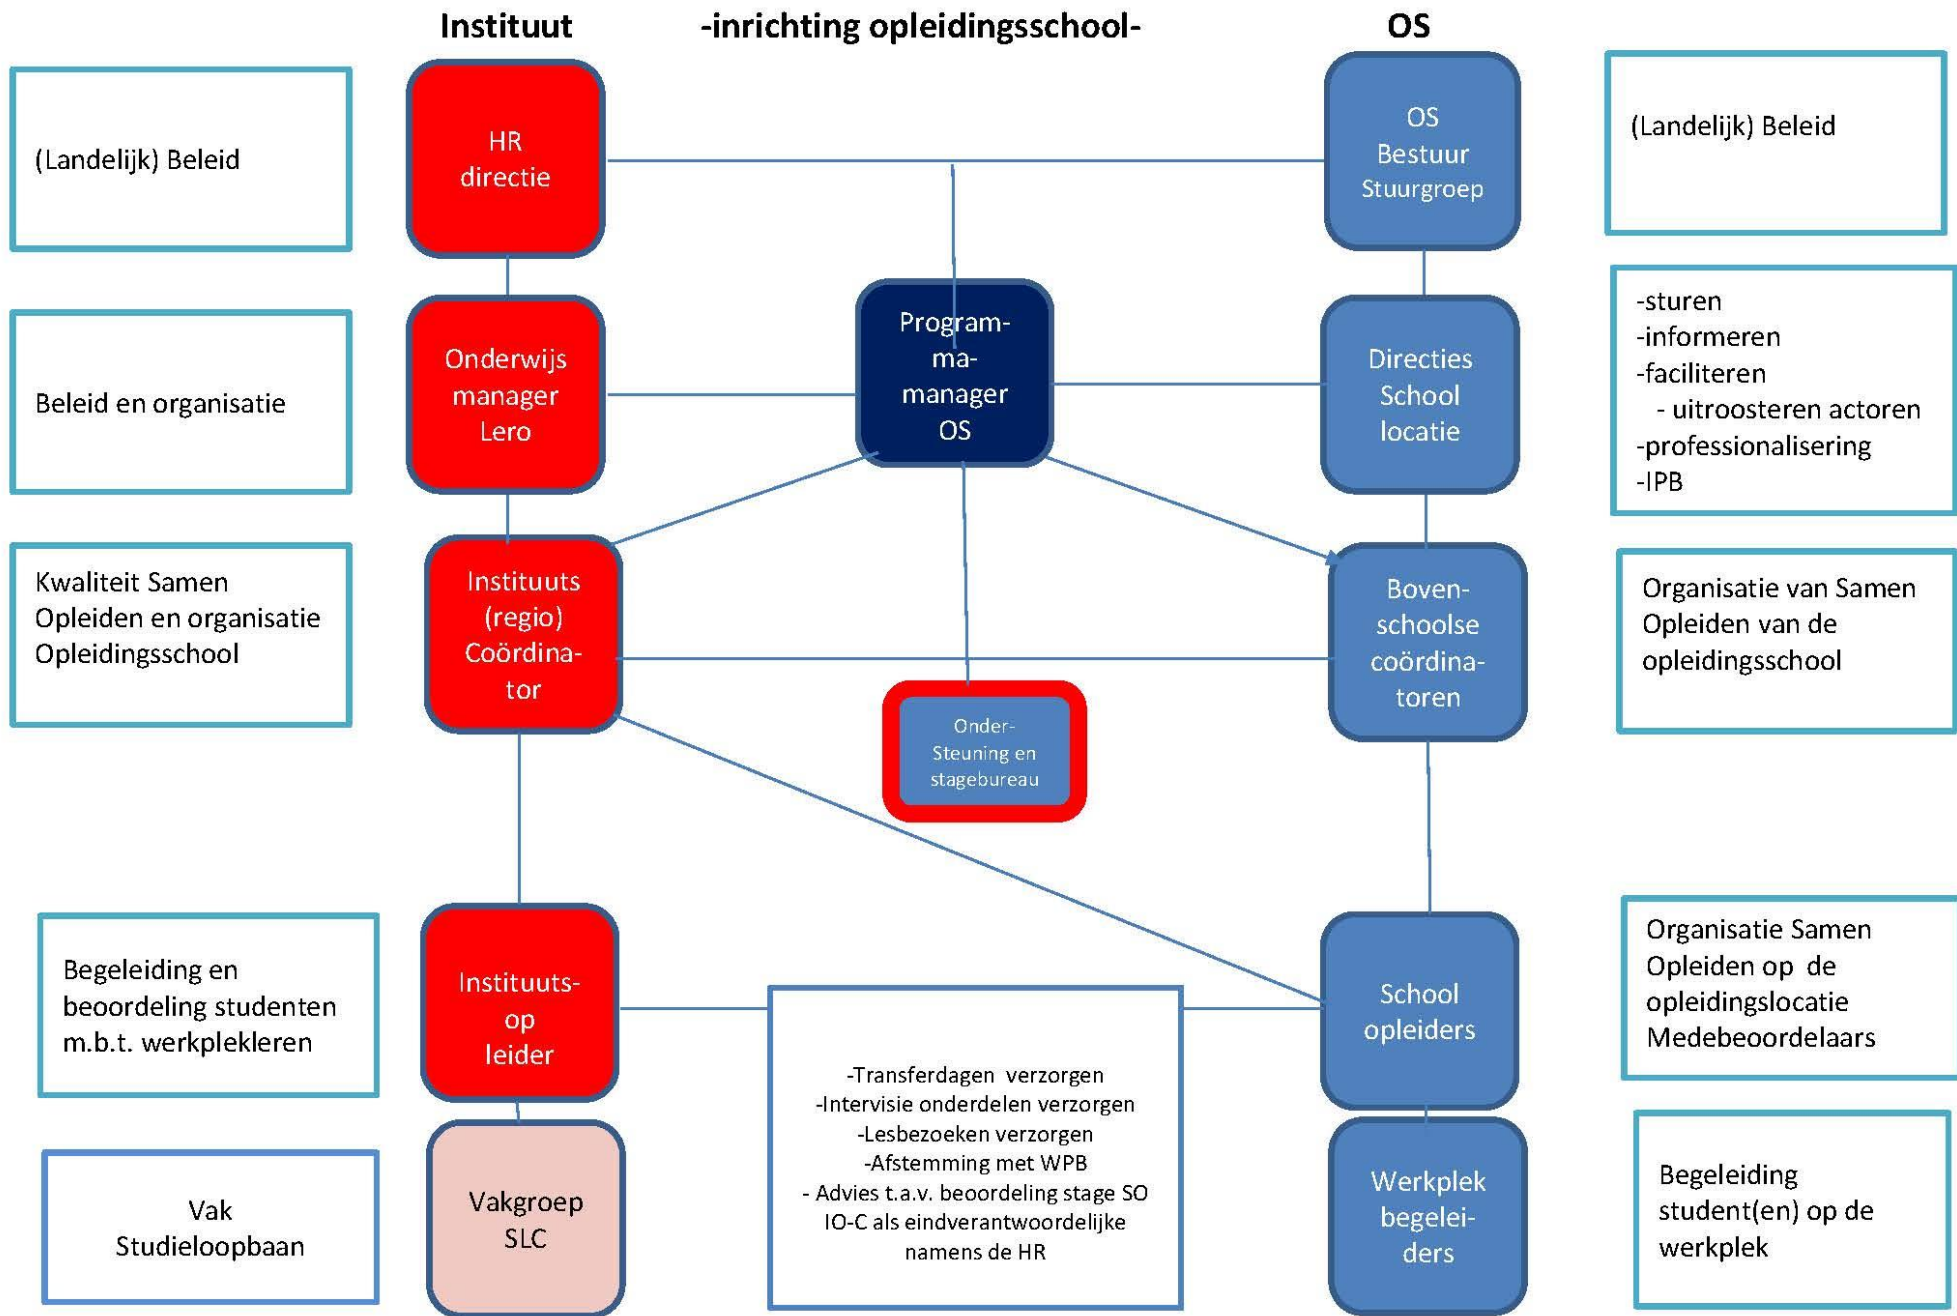 Instituut
-inrichting opleidingsschool-
OS
(Landelijk) Beleid
HR
directie
OS
Bestuur
Stuurgroep
(Landelijk) Beleid
Beleid en organisatie
Onderwijs
manager
Lero
Program-
ma-
manager
OS
Directies
School
locatie
-sturen
-informeren
-faciliteren
- uitroosteren actoren
-professionalisering
-IPB
Kwaliteit Samen
Opleiden en organisatie
Opleidingsschool
Instituuts
(regio)
Coördina-
tor
Onder-
Steuning en
stagebureau
Boven-
schoolse
coördina-
toren
Organisatie van Samen
Opleiden van de
opleidingsschool
Begeleiding en
beoordeling studenten
m.b.t. werkplekleren
Instituuts-
op
leider
-Transferdagen verzorgen
-Intervisie onderdelen verzorgen
-Lesbezoeken verzorgen
-Afstemming met WPB
- Advies t.a.v. beoordeling stage SO
IO-C als eindverantwoordelijke
namens de HR
School
opleiders
Organisatie Samen
Opleiden op de
opleidingslocatie
Medebeoordelaars
Vak
Studieloopbaan
Vakgroep
SLC
Werkplek
begelei-
ders
Begeleiding
student(en) op de
werkplek